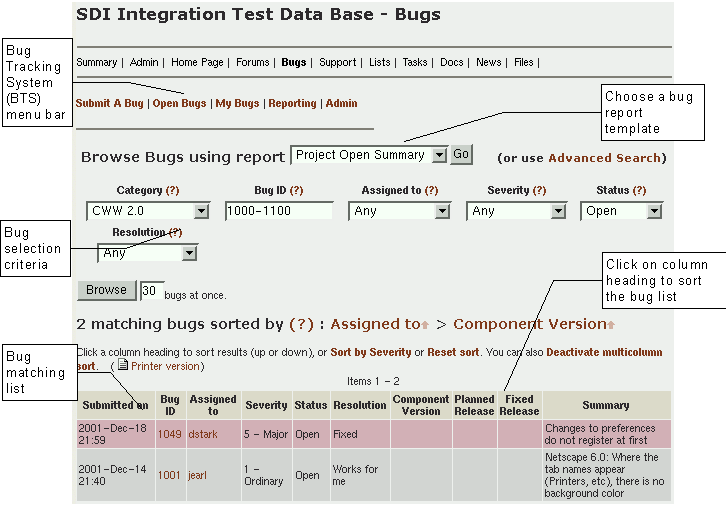 SDI Integration Test Data Base - Bugs
Summary | Admin | Home Page | Forums | Bugs | Support | Lists | Tasks | Docs | News | Files |
Submit A Bug | Open Bugs | My Bugs | Reporting | Admin
Bug
Tracking
System
(BTS)
menu bar
Choose a bug
report
template
Browse Bugs using report Project Open Summary Go (or use Advanced Search)
Category (?) Bug ID (?) Assigned to (?) Severity (?) Status (?)
CWW 2.0 1000-1100 Any Any Open
Resolution (?)
Any
Bug
selection
criteria
Click on column
heading to sort
the bug list
Browse 30 bugs at once.
2 matching bugs sorted by (?) : Assigned to > Component Version
Click a column heading to sort results (up or down), or Sort by Severity or Reset sort. You can also Deactivate multicolumn
sort. ( Printer version)
Bug
matching
list
Items 1 - 2
Submitted on Bug ID Assigned to Severity Status Resolution Component Version Planned Release Fixed Release Summary
2001-Dec-18 21:59 1049 dstark 5 - Major Open Fixed Changes to preferences do not register at first
2001-Dec-14 21:40 1001 jearl 1 - Ordinary Open Works for me Netscape 6.0: Where the tab names appear (Printers, etc), there is no background color